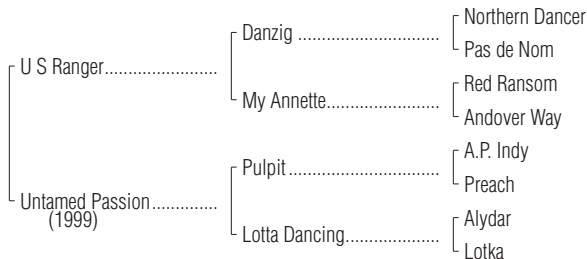 Northern Dancer
Danzig ..............................
Pas de Nom
U S Ranger.........................
Red Ransom
My Annette.........................
Andover Way
A.P. Indy
Pulpit ................................
Preach
Untamed Passion..............
(1999)
Alydar
Lotta Dancing.....................
Lotka